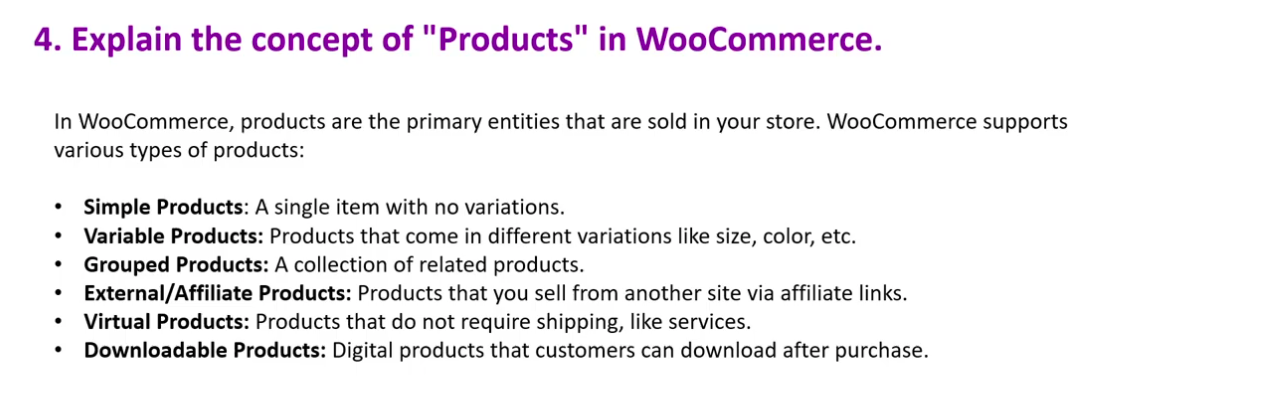 4. Explain the concept of "Products" in WooCommerce.
In WooCommerce, products are the primary entities that are sold in your store. WooCommerce supports
various types of products:
• Simple Products: A single item with no variations.
• Variable Products: Products that come in different variations like size, color, etc.
• Grouped Products: A collection of related products.
• External/Affiliate Products: Products that you sell from another site via affiliate links.
• Virtual Products: Products that do not require shipping, like services.
• Downloadable Products: Digital products that customers can download after purchase.